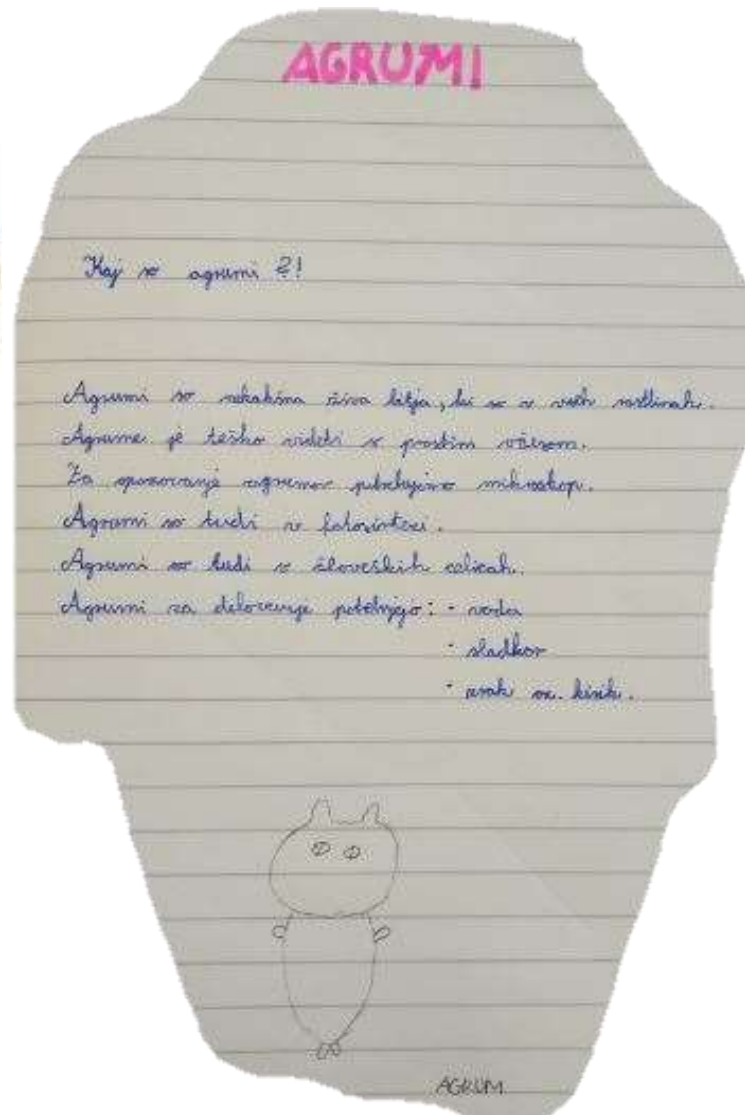 AGRUMI
Kaj so agrumi ?!
Agrumi so nekakšna živa bitja, ki so v vseh rastlinah.
Agrume je težko videti s prostim očesom.
Za opazovanje agrumov potrebujemo mikroskop.
Agrumi so tudi v fotosintezi.
Agrumi so tudi v človeških celicah.
Agrumi za delovanje potrebujejo: - voda
- sladkor
- zrak oz. kisik.
AGRUM